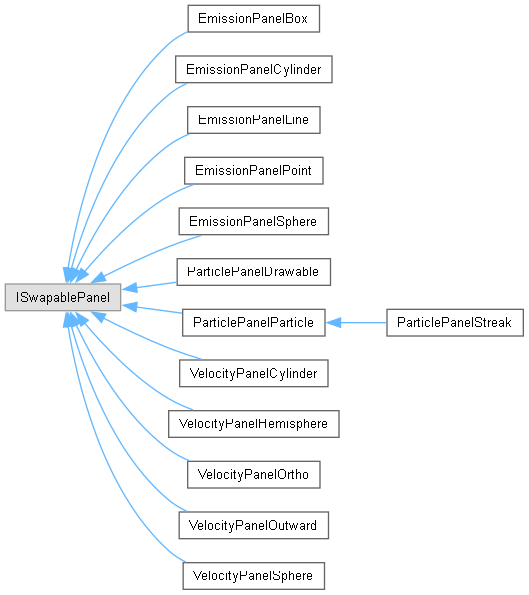 EmissionPanelBox
EmissionPanelCylinder
EmissionPanelLine
EmissionPanelPoint
EmissionPanelSphere
ParticlePanelDrawable
ISwapablePanel
ParticlePanelParticle
ParticlePanelStreak
VelocityPanelCylinder
VelocityPanelHemisphere
VelocityPanelOrtho
VelocityPanelOutward
VelocityPanelSphere